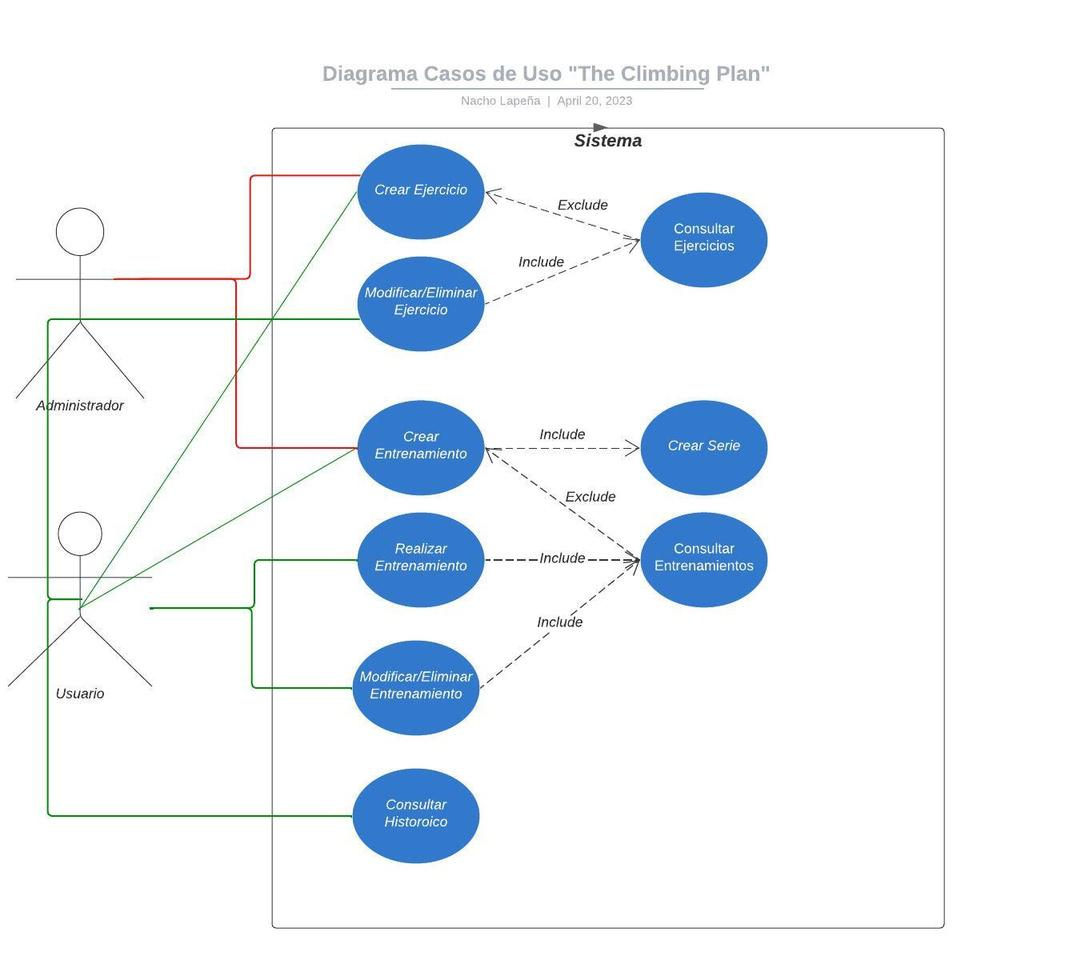 Diagrama Casos de Uso "The Climbing Plan"
Nacho Lapeña | April 20, 2023
Sistema
Crear Ejercicio
Exclude
Consultar
Ejercicios
Include
Modificar/Eliminar
Ejercicio
Administrador
Crear
Entrenamiento
Include
Crear Serie
Exclude
Realizar
Entrenamiento
Include
Consultar
Entrenamientos
Include
Modificar/Eliminar
Entrenamiento
Usuario
Consultar
Historoico